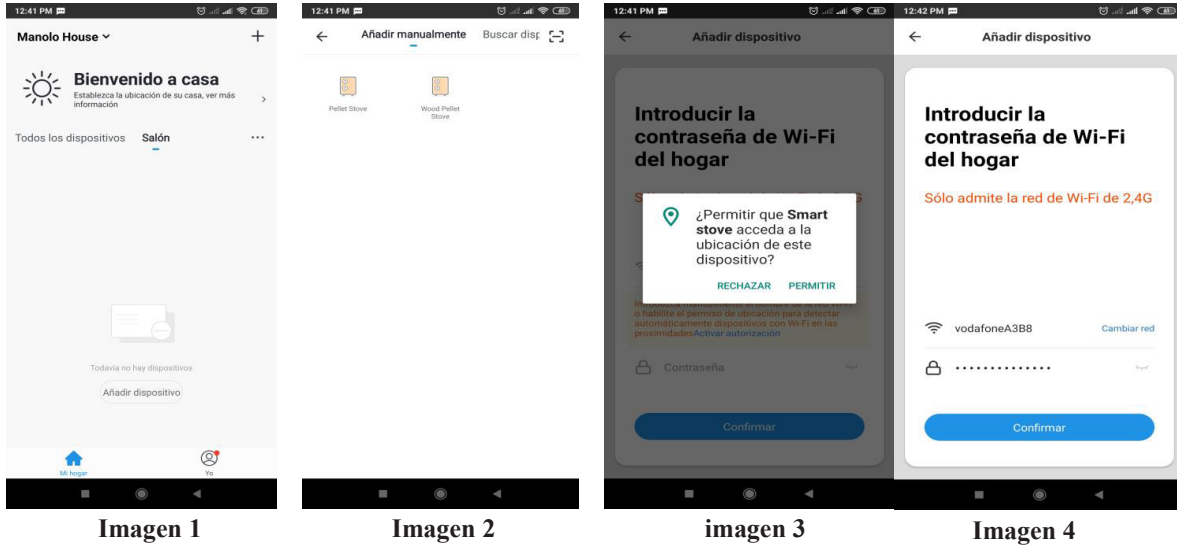 12:41 PM
Manolo House
Bienvenido a casa
Establezca la ubicación de su casa, ver más
información
Todos los dispositivos Salón
Todavía no hay dispositivos
Añadir dispositivo
Mi hogar Yo
Imagen 1
12:41 PM
Añadir manualmente Buscar disp
Pellet Stove
Wood Pellet
Stove
Imagen 2
12:41 PM
Añadir dispositivo
Introducir la
contraseña de Wi-Fi
del hogar
¿Permitir que Smart
stove acceda a la
ubicación de este
dispositivo?
RECHAZAR PERMITIR
o habilite el permiso de ubicación para detectar
automáticamente dispositivos con Wi-Fi en las
proximidadesActivar autorización
Contraseña
Confirmar
imagen 3
12:42 PM
Añadir dispositivo
Introducir la
contraseña de Wi-Fi
del hogar
Sólo admite la red de Wi-Fi de 2,4G
vodafoneA3B8 Cambiar red
Confirmar
Imagen 4